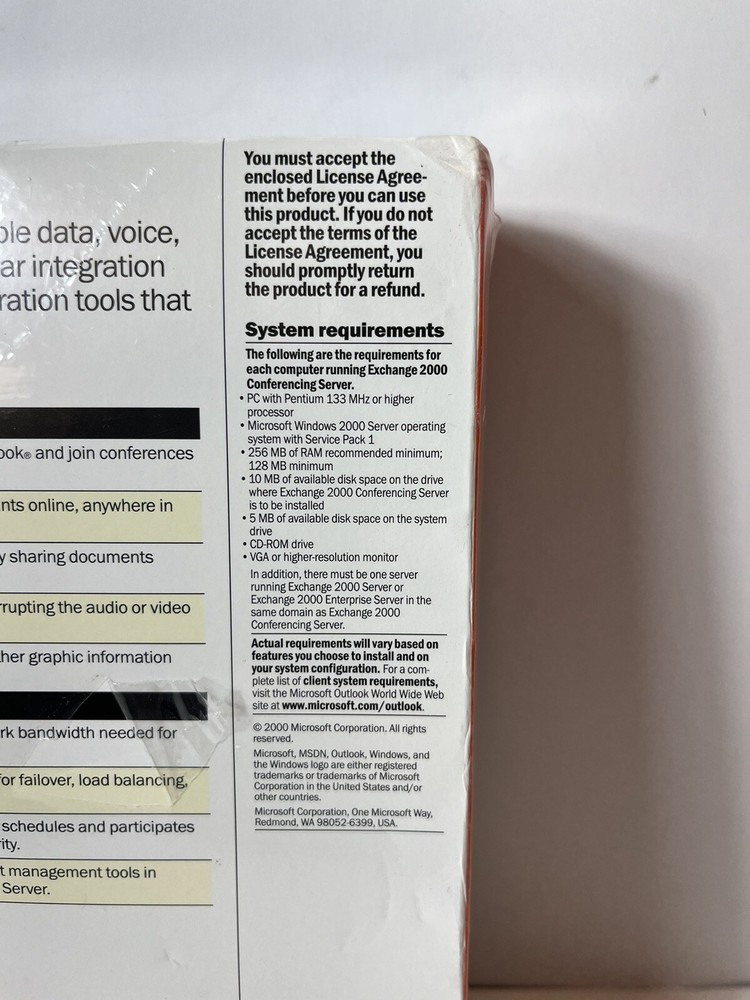 ble data, voice,
ar integration
ration tools that
ook® and join conferences
nts online, anywhere in
y sharing documents
rrupting the audio or video
her graphic information
rk bandwidth needed for
for failover, load balancing,
schedules and participates
ity.
t management tools in
Server.
You must accept the
enclosed License Agree-
ment before you can use
this product. If you do not
accept the terms of the
License Agreement, you
should promptly return
the product for a refund.
System requirements
The following are the requirements for
each computer running Exchange 2000
Conferencing Server.
• PC with Pentium 133 MHz or higher
processor
• Microsoft Windows 2000 Server operating
system with Service Pack 1
• 256 MB of RAM recommended minimum;
128 MB minimum
• 10 MB of available disk space on the drive
where Exchange 2000 Conferencing Server
is to be installed
• 5 MB of available disk space on the system
drive
• CD-ROM drive
• VGA or higher-resolution monitor
In addition, there must be one server
running Exchange 2000 Server or
Exchange 2000 Enterprise Server in the
same domain as Exchange 2000
Conferencing Server.
Actual requirements will vary based on
features you choose to install and on
your system configuration. For a com-
plete list of client system requirements,
visit the Microsoft Outlook World Wide Web
site at www.microsoft.com/outlook.
© 2000 Microsoft Corporation. All rights
reserved.
Microsoft, MSDN, Outlook, Windows, and
the Windows logo are either registered
trademarks or trademarks of Microsoft
Corporation in the United States and/or
other countries.
Microsoft Corporation, One Microsoft Way,
Redmond, WA 98052-6399, USA.